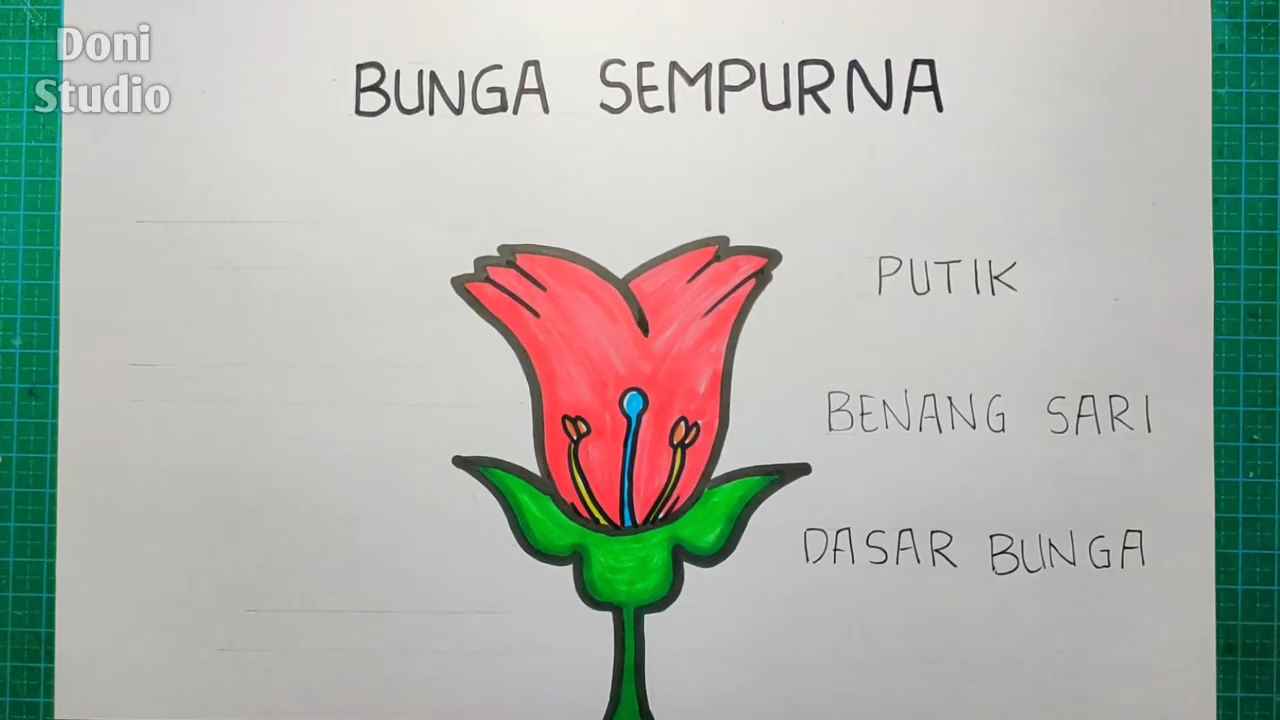 Doni
Studio
BUNGA SEMPURNA
PUTIK
BENANG SARI
DASAR BUNGA